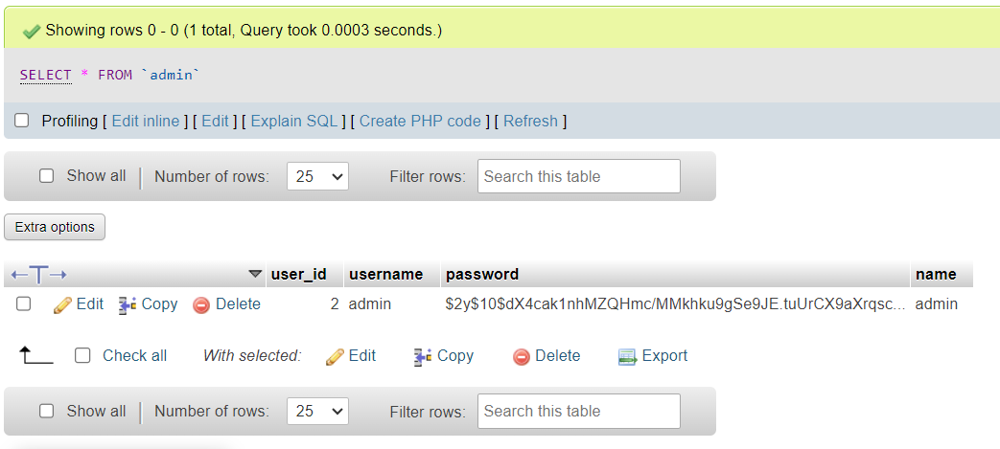 Showing rows 0 - 0 (1 total, Query took 0.0003 seconds.)
SELECT * FROM `admin`
Profiling [ Edit inline ] [ Edit ] [ Explain SQL ] [ Create PHP code ] [ Refresh ]
Show all Number of rows: 25 Filter rows: Search this table
Extra options
user_id username password name
Edit Copy Delete 2 admin $2y$10$dX4cak1nhMZQHmc/MMkhku9gSe9JE.tuUrCX9aXrqsc... admin
Check all With selected: Edit Copy Delete Export
Show all Number of rows: 25 Filter rows: Search this table